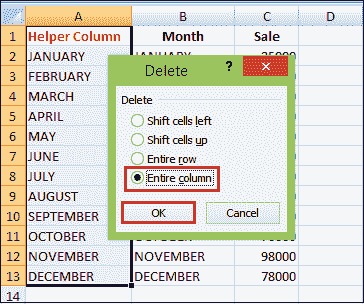 A B C D
1 Helper Column Month Sale
2 JANUARY
3 FEBRUARY
4 MARCH
5 APRIL
6 MAY
7 JUNE
8 JULY
9 AUGUST
10 SEPTEMBER
11 OCTOBER
12 NOVEMBER NOVEMBER 98000
13 DECEMBER DECEMBER 78000
14
Delete ? ×
Delete
Shift cells left
Shift cells up
Entire row
Entire column
OK Cancel